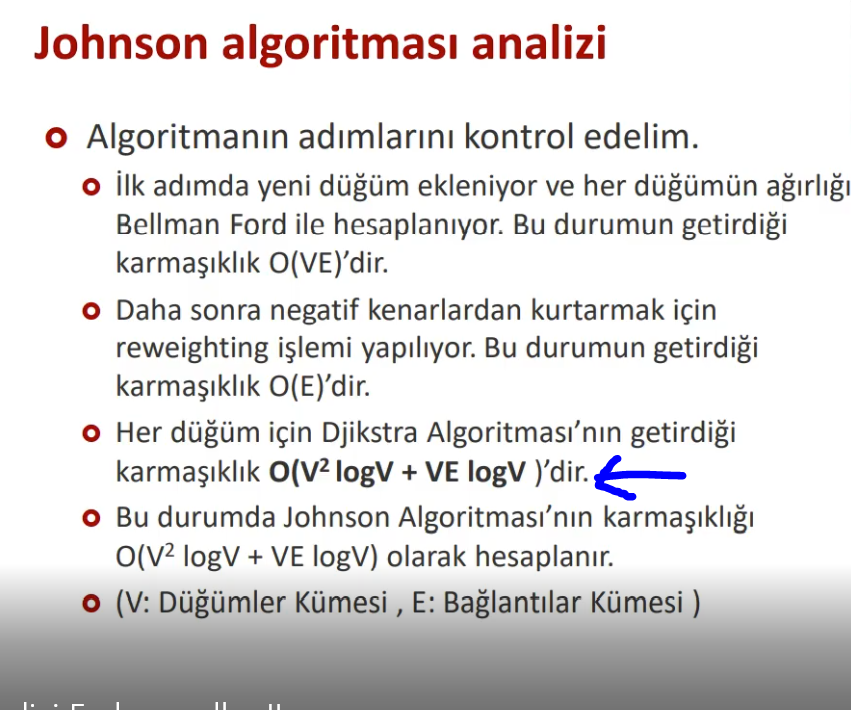 Johnson algoritması analizi
Algoritmanın adımlarını kontrol edelim.
İlk adımda yeni düğüm ekleniyor ve her düğümün ağırlığı
Bellman Ford ile hesaplanıyor. Bu durumun getirdiği
karmaşıklık O(VE)’dir.
Daha sonra negatif kenarlardan kurtarmak için
reweighting işlemi yapılıyor. Bu durumun getirdiği
karmaşıklık O(E)’dir.
Her düğüm için Djikstra Algoritması’nın getirdiği
karmaşıklık O(V² logV + VE logV )’dir.
Bu durumda Johnson Algoritması’nın karmaşıklığı
O(V² logV + VE logV) olarak hesaplanır.
(V: Düğümler Kümesi , E: Bağlantılar Kümesi )